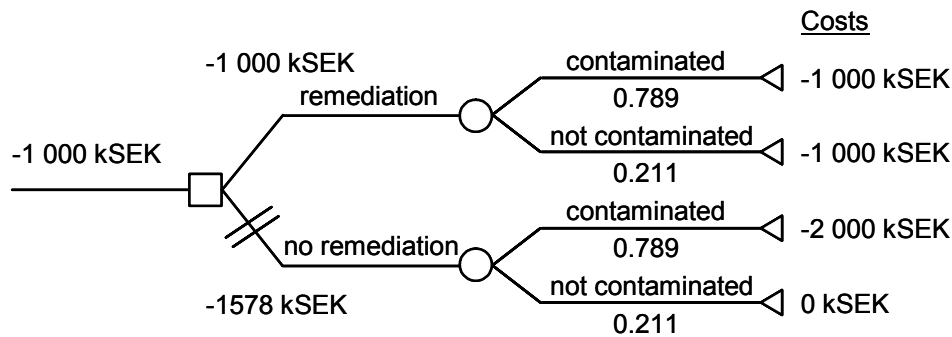 Costs
-1 000 kSEK
contaminated
-1 000 kSEK
remediation
0.789
not contaminated
-1 000 kSEK
-1 000 kSEK
0.211
contaminated
-2 000 kSEK
no remediation
0.789
not contaminated
-1578 kSEK
0 kSEK
0.211